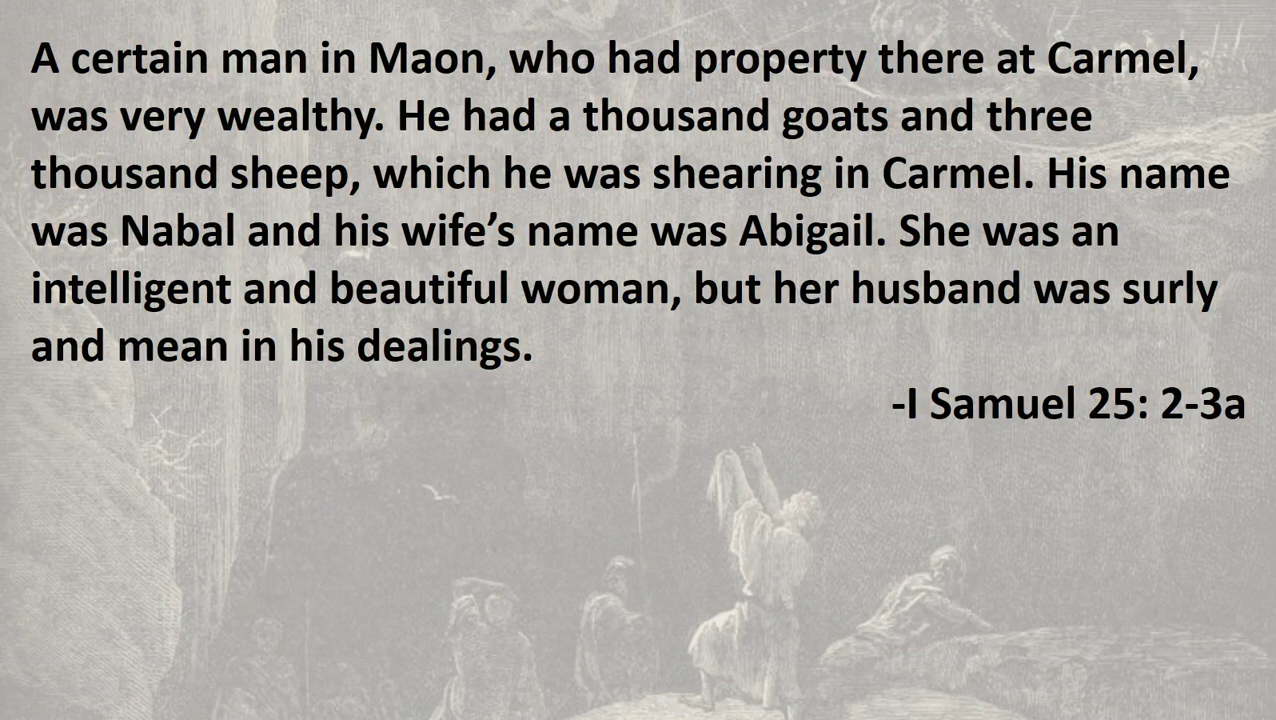 A certain man in Maon, who had property there at Carmel,
was very wealthy. He had a thousand goats and three
thousand sheep, which he was shearing in Carmel. His name
was Nabal and his wife’s name was Abigail. She was an
intelligent and beautiful woman, but her husband was surly
and mean in his dealings.
-I Samuel 25: 2-3a